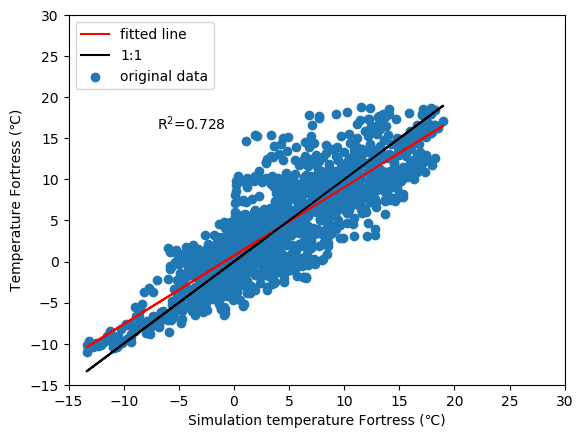 30
25
20
15
10
5
0
−5
−10
−15
−15 −10 −5 0 5 10 15 20 25 30
Temperature Fortress (℃)
Simulation temperature Fortress (℃)
fitted line
1:1
original data
R²=0.728